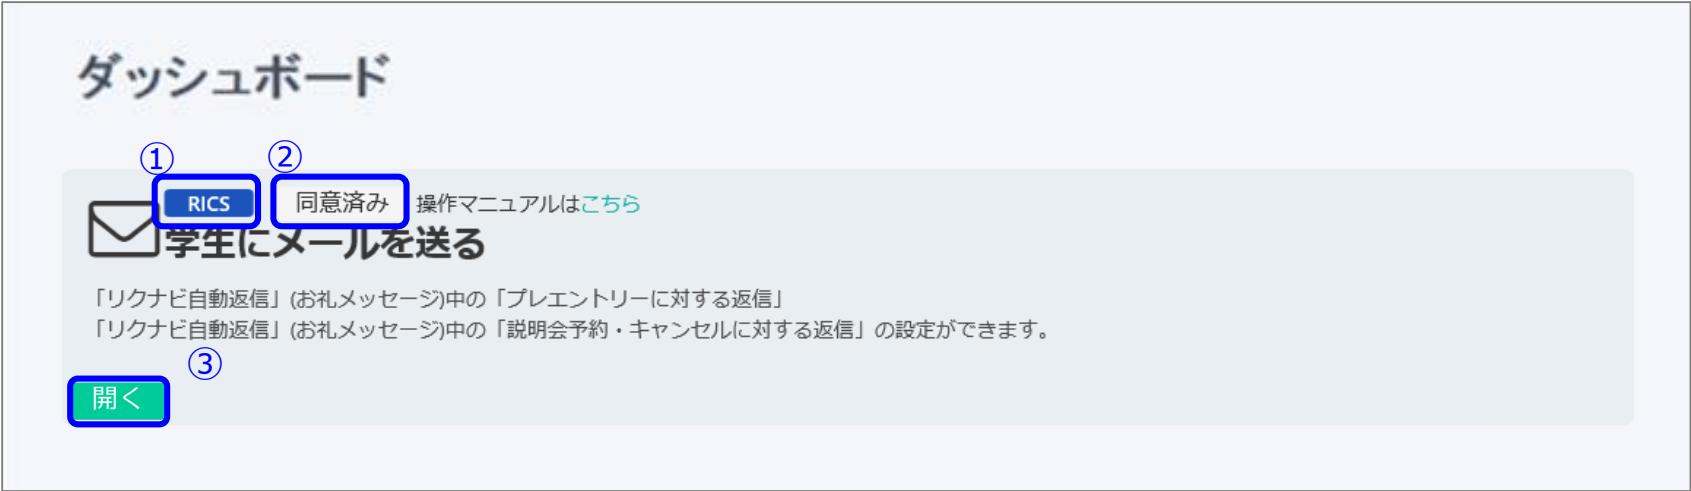 ダッシュボード
① ②
RICS 同意済み 操作マニュアルはこちら
学生にメールを送る
「リクナビ自動返信」(お礼メッセージ)中の「プレエントリーに対する返信」
「リクナビ自動返信」(お礼メッセージ)中の「説明会予約・キャンセルに対する返信」の設定ができます。
③
開く